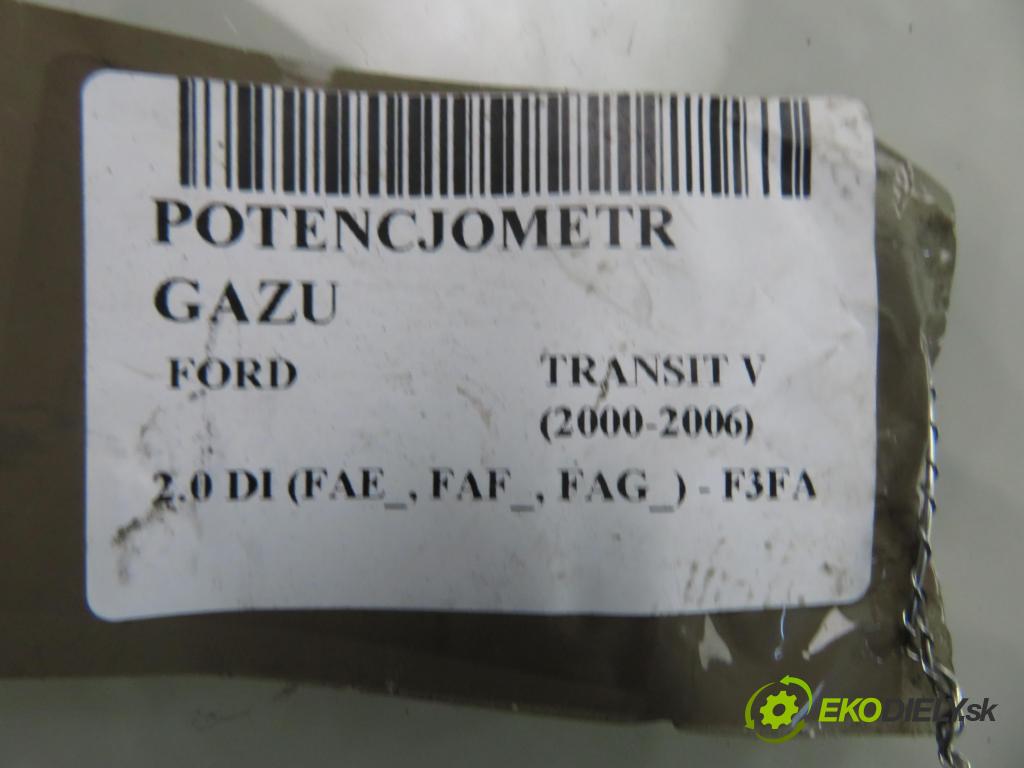 POTENCJOMETR
GAZU
FORD TRANSIT V
(2000-2006)
2.0 DI (FAE_, FAF_, FAG_) - F3FA
EKODIELY.sk